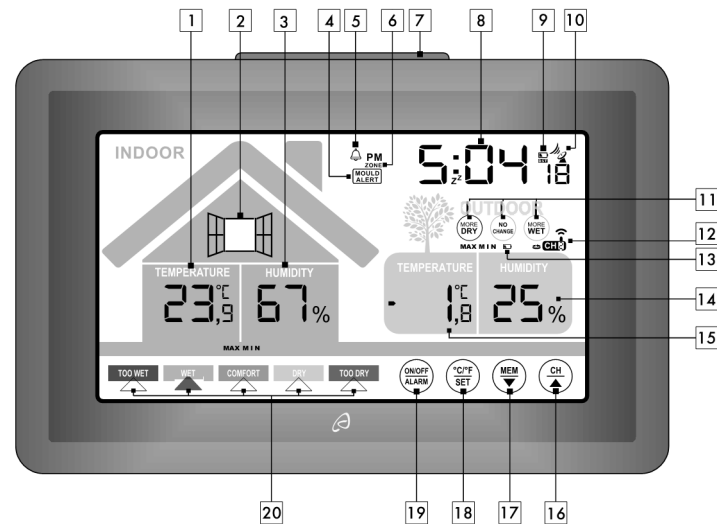 1 2 3 4 5 6 7 8 9 10
INDOOR
PM
ZONE
MOULD
ALERT
5:04 18
zz
OUTDOOR
MORE
DRY
NO
CHANGE
MORE
WET
11
12
MAX MIN CH 8
13
TEMPERATURE HUMIDITY
23,9 °C 67%
TEMPERATURE HUMIDITY
1,8 °C 25%
14
15
MAX MIN
TOO WET WET COMFORT DRY TOO DRY
ON/OFF
ALARM
°C/°F
SET
MEM
CH
20 19 18 17 16